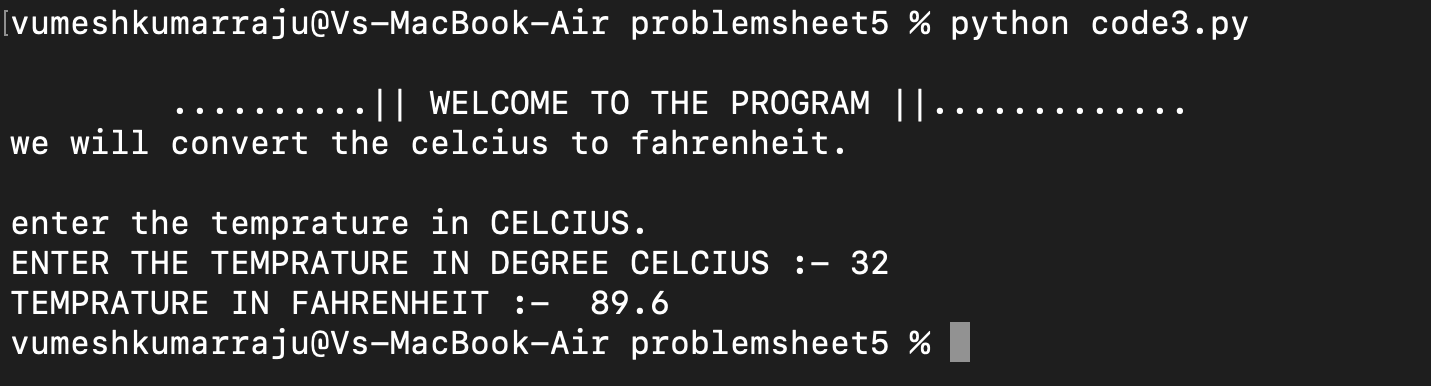 [vumeshkumarraju@Vs-MacBook-Air problemsheet5 % python code3.py
..........|| WELCOME TO THE PROGRAM ||.............
we will convert the celcius to fahrenheit.
enter the temprature in CELCIUS.
ENTER THE TEMPRATURE IN DEGREE CELCIUS :- 32
TEMPRATURE IN FAHRENHEIT :-  89.6
vumeshkumarraju@Vs-MacBook-Air problemsheet5 %